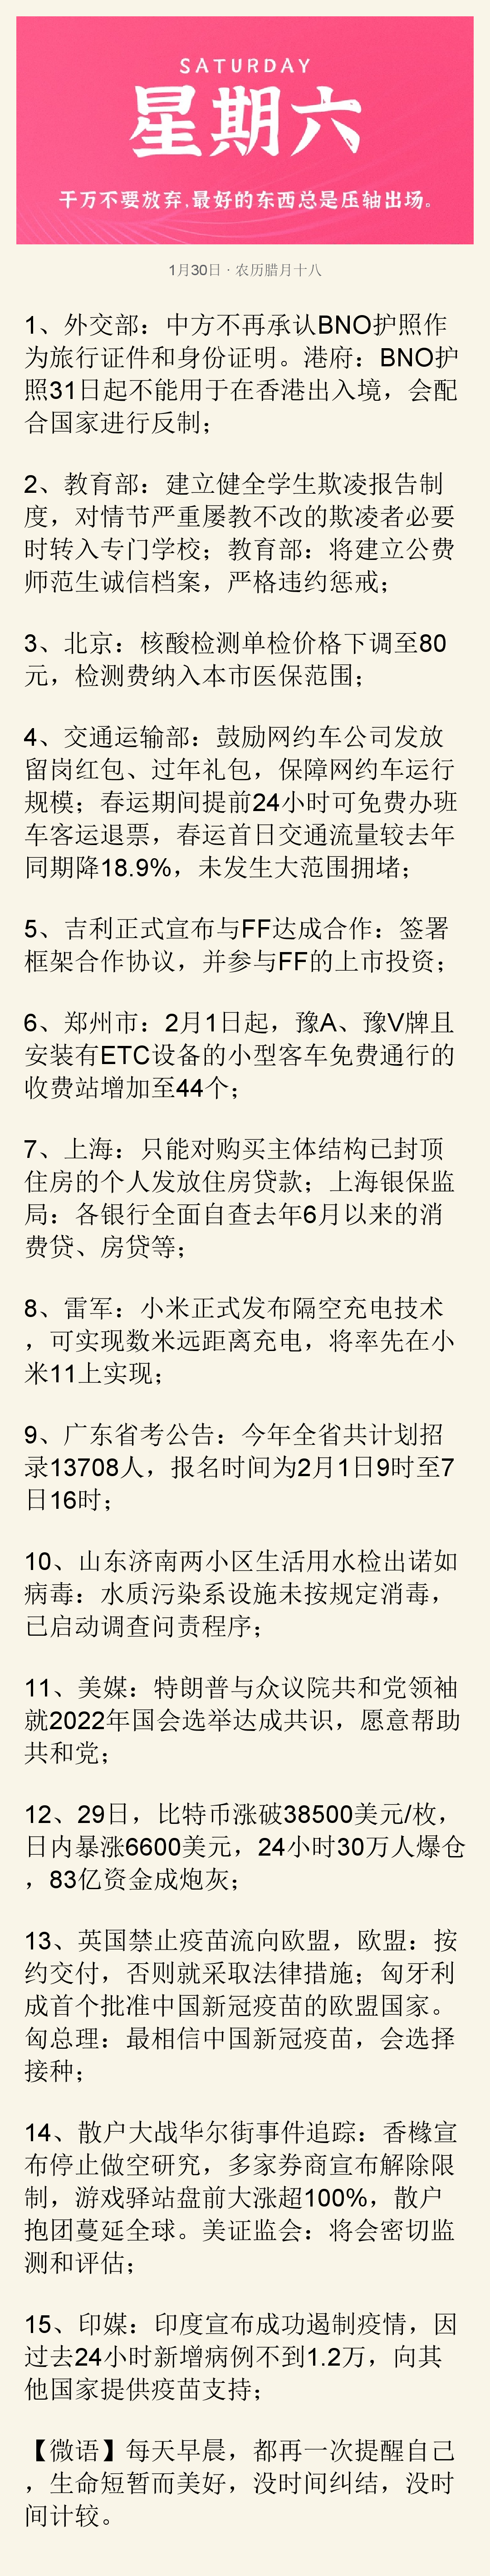 SATURDAY
星期六
千万不要放弃,最好的东西总是压轴出场。
1月30日 · 农历腊月十八
1、外交部：中方不再承认BNO护照作
为旅行证件和身份证明。港府：BNO护
照31日起不能用于在香港出入境，会配
合国家进行反制；
2、教育部：建立健全学生欺凌报告制
度，对情节严重屡教不改的欺凌者必要
时转入专门学校；教育部：将建立公费
师范生诚信档案，严格违约惩戒；
3、北京：核酸检测单检价格下调至80
元，检测费纳入本市医保范围；
4、交通运输部：鼓励网约车公司发放
留岗红包、过年礼包，保障网约车运行
规模；春运期间提前24小时可免费办班
车客运退票，春运首日交通流量较去年
同期降18.9%，未发生大范围拥堵；
5、吉利正式宣布与FF达成合作：签署
框架合作协议，并参与FF的上市投资；
6、郑州市：2月1日起，豫A、豫V牌且
安装有ETC设备的小型客车免费通行的
收费站增加至44个；
7、上海：只能对购买主体结构已封顶
住房的个人发放住房贷款；上海银保监
局：各银行全面自查去年6月以来的消
费贷、房贷等；
8、雷军：小米正式发布隔空充电技术
，可实现数米远距离充电，将率先在小
米11上实现；
9、广东省考公告：今年全省共计划招
录13708人，报名时间为2月1日9时至7
日16时；
10、山东济南两小区生活用水检出诺如
病毒：水质污染系设施未按规定消毒，
已启动调查问责程序；
11、美媒：特朗普与众议院共和党领袖
就2022年国会选举达成共识，愿意帮助
共和党；
12、29日，比特币涨破38500美元/枚，
日内暴涨6600美元，24小时30万人爆仓
，83亿资金成炮灰；
13、英国禁止疫苗流向欧盟，欧盟：按
约交付，否则就采取法律措施；匈牙利
成首个批准中国新冠疫苗的欧盟国家。
匈总理：最相信中国新冠疫苗，会选择
接种；
14、散户大战华尔街事件追踪：香橼宣
布停止做空研究，多家券商宣布解除限
制，游戏驿站盘前大涨超100%，散户
抱团蔓延全球。美证监会：将会密切监
测和评估；
15、印媒：印度宣布成功遏制疫情，因
过去24小时新增病例不到1.2万，向其
他国家提供疫苗支持；
【微语】每天早晨，都再一次提醒自己
，生命短暂而美好，没时间纠结，没时
间计较。